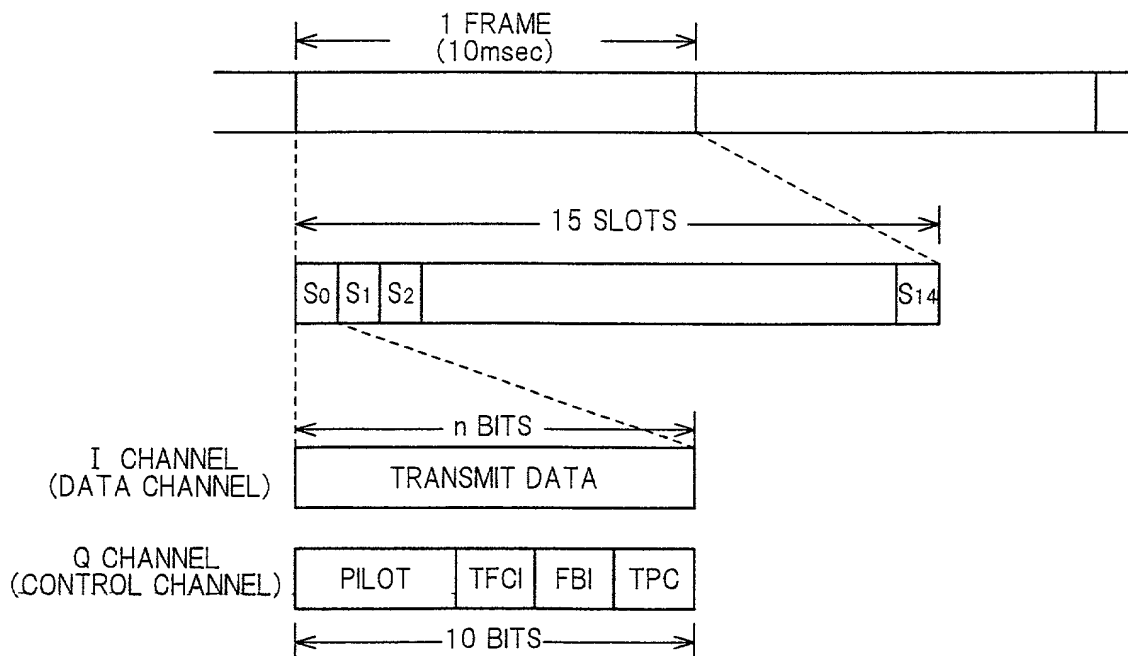 1 FRAME
(10msec)
15 SLOTS
S0 S1 S2 S14
n BITS
I CHANNEL
(DATA CHANNEL)
TRANSMIT DATA
Q CHANNEL
(CONTROL CHANNEL)
PILOT TFCI FBI TPC
10 BITS